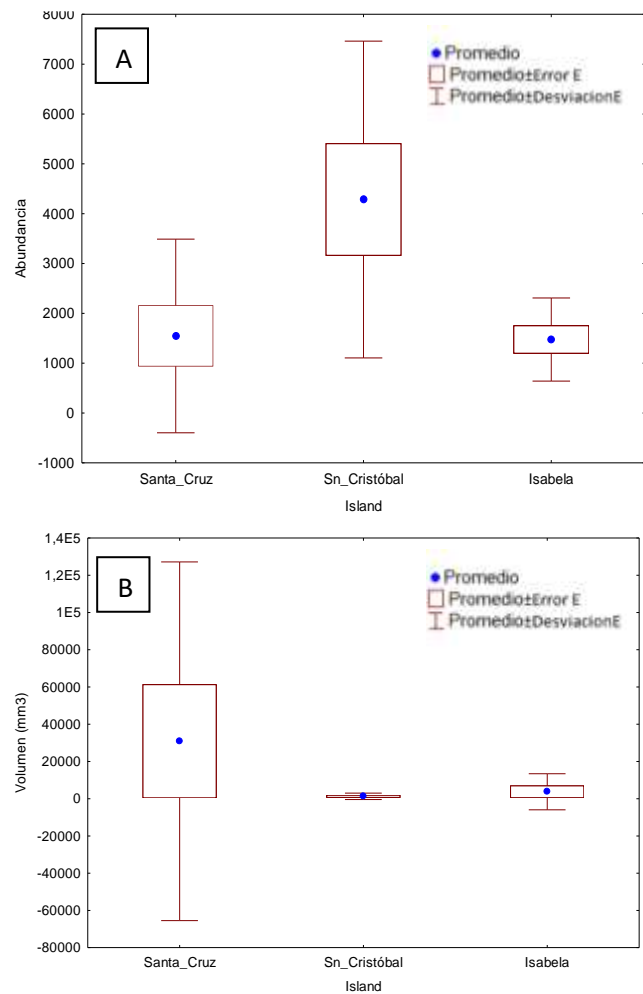 A
Promedio
Promedio±Error E
Promedio±DesviacionE
8000
7000
6000
5000
4000
3000
2000
1000
0
-1000
Abundancia
Santa_Cruz Sn_Cristóbal Isabela
Island
B
Promedio
Promedio±Error E
Promedio±DesviacionE
1,4E5
1,2E5
1E5
80000
60000
40000
20000
0
-20000
-40000
-60000
-80000
Volumen (mm3)
Santa_Cruz Sn_Cristóbal Isabela
Island